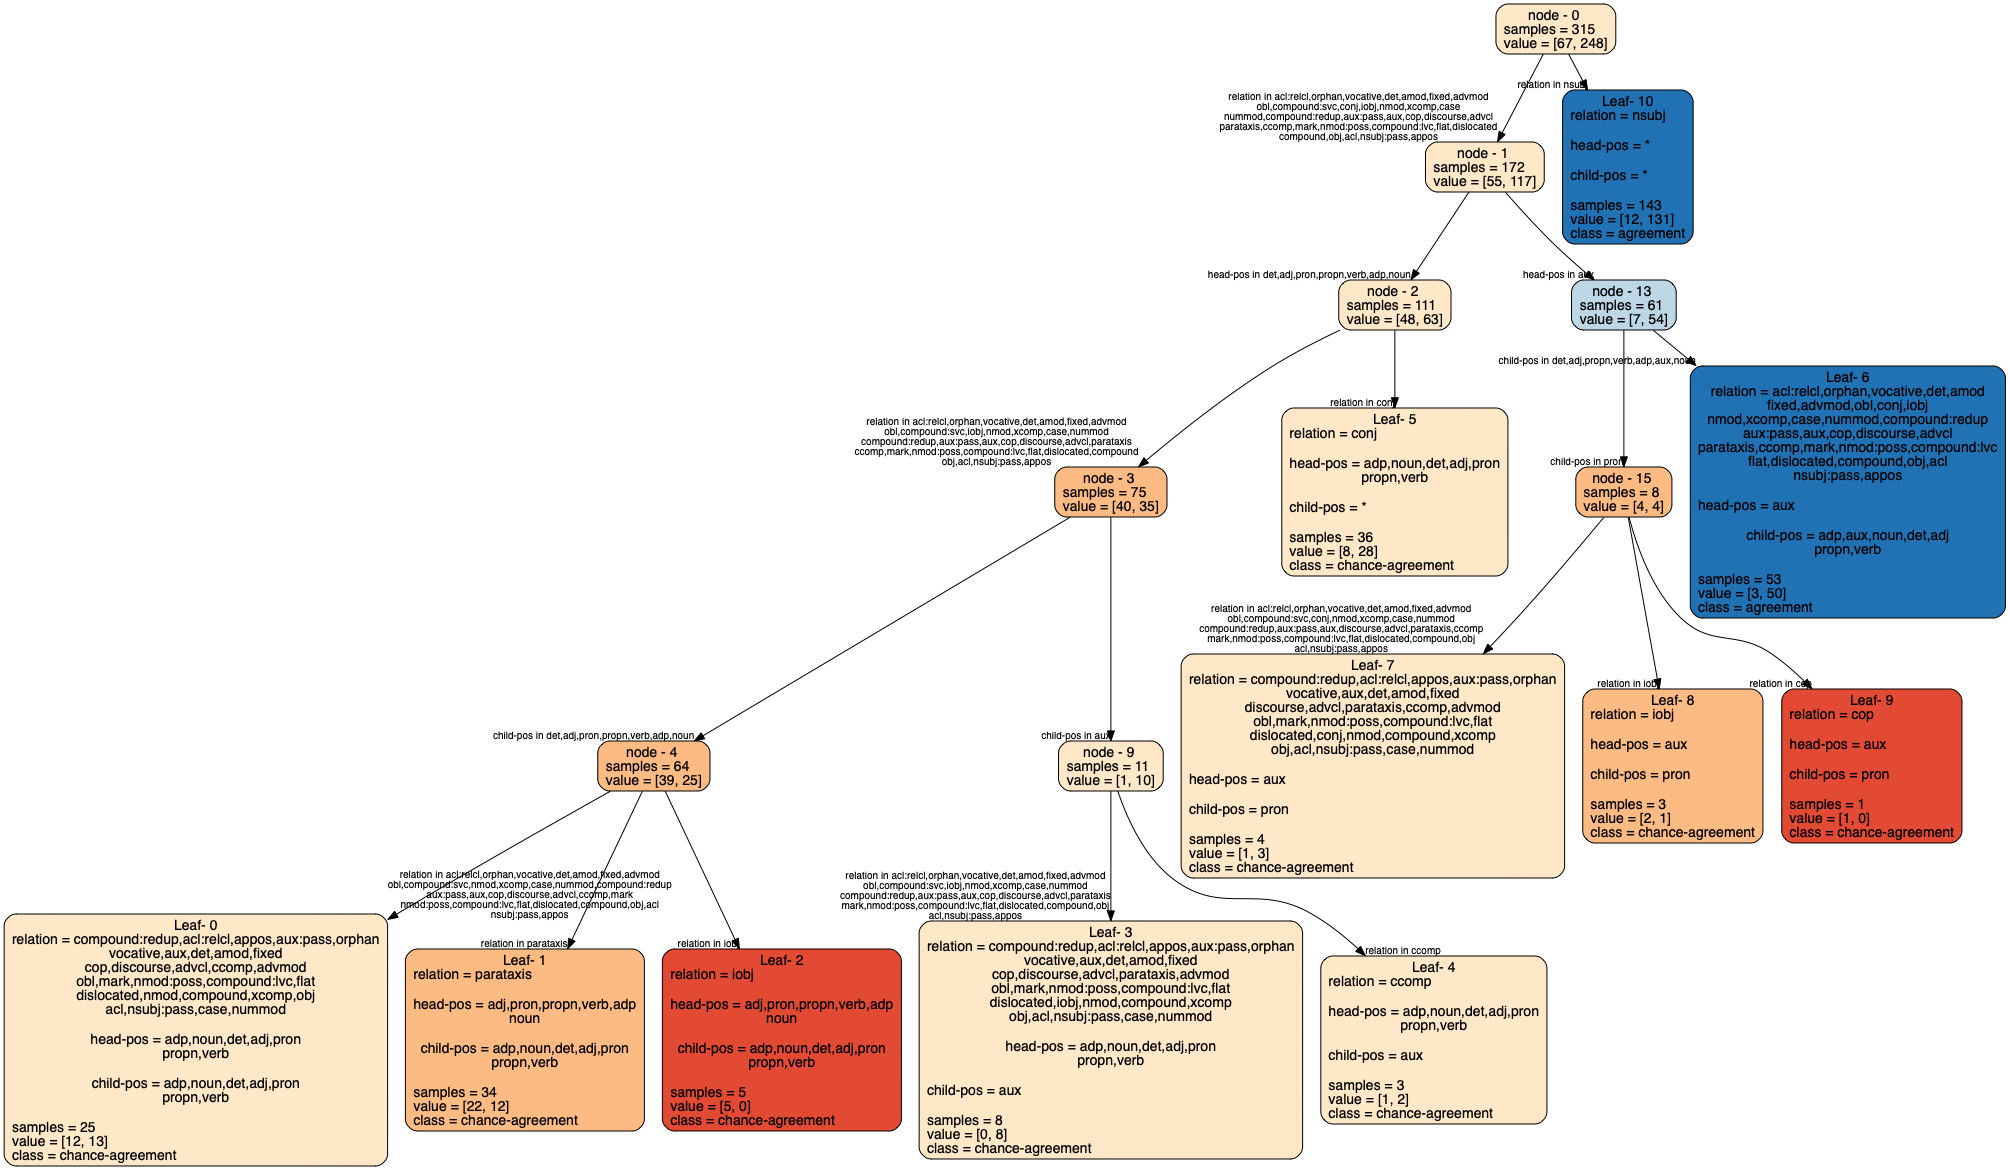 node - 0
samples = 315
value = [67, 248]
relation in nsubj
Leaf- 10
relation = nsubj
head-pos = *
child-pos = *
samples = 143
value = [12, 131]
class = agreement
relation in acl:relcl,orphan,vocative,det,amod,fixed,advmod
obl,compound:svc,conj,iobj,nmod,xcomp,case
nummod,compound:redup,aux:pass,aux,cop,discourse,advcl
parataxis,ccomp,mark,nmod:poss,compound:lvc,flat,dislocated
compound,obj,acl,nsubj:pass,appos
node - 1
samples = 172
value = [55, 117]
head-pos in det,adj,pron,propn,verb,adp,noun
node - 2
samples = 111
value = [48, 63]
head-pos in aux
node - 13
samples = 61
value = [7, 54]
child-pos in det,adj,propn,verb,adp,aux,noun
Leaf- 6
relation = acl:relcl,orphan,vocative,det,amod
fixed,advmod,obl,conj,iobj
nmod,xcomp,case,nummod,compound:redup
aux:pass,aux,cop,discourse,advcl
parataxis,ccomp,mark,nmod:poss,compound:lvc
flat,dislocated,compound,obj,acl
nsubj:pass,appos
head-pos = aux
child-pos = adp,aux,noun,det,adj
propn,verb
samples = 53
value = [3, 50]
class = agreement
relation in conj
Leaf- 5
relation = conj
head-pos = adp,noun,det,adj,pron
propn,verb
child-pos = *
samples = 36
value = [8, 28]
class = chance-agreement
relation in acl:relcl,orphan,vocative,det,amod,fixed,advmod
obl,compound:svc,iobj,nmod,xcomp,case,nummod
compound:redup,aux:pass,aux,cop,discourse,advcl,parataxis
ccomp,mark,nmod:poss,compound:lvc,flat,dislocated,compound
obj,acl,nsubj:pass,appos
node - 3
samples = 75
value = [40, 35]
child-pos in pron
node - 15
samples = 8
value = [4, 4]
relation in acl:relcl,orphan,vocative,det,amod,fixed,advmod
obl,compound:svc,conj,nmod,xcomp,case,nummod
compound:redup,aux:pass,aux,discourse,advcl,parataxis,ccomp
mark,nmod:poss,compound:lvc,flat,dislocated,compound,obj
acl,nsubj:pass,appos
Leaf- 7
relation = compound:redup,acl:relcl,appos,aux:pass,orphan
vocative,aux,det,amod,fixed
discourse,advcl,parataxis,ccomp,advmod
obl,mark,nmod:poss,compound:lvc,flat
dislocated,conj,nmod,compound,xcomp
obj,acl,nsubj:pass,case,nummod
head-pos = aux
child-pos = pron
samples = 4
value = [1, 3]
class = chance-agreement
relation in iobj
Leaf- 8
relation = iobj
head-pos = aux
child-pos = pron
samples = 3
value = [2, 1]
class = chance-agreement
relation in cop
Leaf- 9
relation = cop
head-pos = aux
child-pos = pron
samples = 1
value = [1, 0]
class = chance-agreement
child-pos in det,adj,pron,propn,verb,adp,noun
node - 4
samples = 64
value = [39, 25]
child-pos in aux
node - 9
samples = 11
value = [1, 10]
relation in acl:relcl,orphan,vocative,det,amod,fixed,advmod
obl,compound:svc,nmod,xcomp,case,nummod,compound:redup
aux:pass,aux,cop,discourse,advcl,ccomp,mark
nmod:poss,compound:lvc,flat,dislocated,compound,obj,acl
nsubj:pass,appos
Leaf- 0
relation = compound:redup,acl:relcl,appos,aux:pass,orphan
vocative,aux,det,amod,fixed
cop,discourse,advcl,ccomp,advmod
obl,mark,nmod:poss,compound:lvc,flat
dislocated,nmod,compound,xcomp,obj
acl,nsubj:pass,case,nummod
head-pos = adp,noun,det,adj,pron
propn,verb
child-pos = adp,noun,det,adj,pron
propn,verb
samples = 25
value = [12, 13]
class = chance-agreement
relation in parataxis
Leaf- 1
relation = parataxis
head-pos = adj,pron,propn,verb,adp
noun
child-pos = adp,noun,det,adj,pron
propn,verb
samples = 34
value = [22, 12]
class = chance-agreement
relation in iobj
Leaf- 2
relation = iobj
head-pos = adj,pron,propn,verb,adp
noun
child-pos = adp,noun,det,adj,pron
propn,verb
samples = 5
value = [5, 0]
class = chance-agreement
relation in acl:relcl,orphan,vocative,det,amod,fixed,advmod
obl,compound:svc,iobj,nmod,xcomp,case,nummod
compound:redup,aux:pass,aux,cop,discourse,advcl,parataxis
mark,nmod:poss,compound:lvc,flat,dislocated,compound,obj
acl,nsubj:pass,appos
Leaf- 3
relation = compound:redup,acl:relcl,appos,aux:pass,orphan
vocative,aux,det,amod,fixed
cop,discourse,advcl,parataxis,advmod
obl,mark,nmod:poss,compound:lvc,flat
dislocated,iobj,nmod,compound,xcomp
obj,acl,nsubj:pass,case,nummod
head-pos = adp,noun,det,adj,pron
propn,verb
child-pos = aux
samples = 8
value = [0, 8]
class = chance-agreement
relation in ccomp
Leaf- 4
relation = ccomp
head-pos = adp,noun,det,adj,pron
propn,verb
child-pos = aux
samples = 3
value = [1, 2]
class = chance-agreement